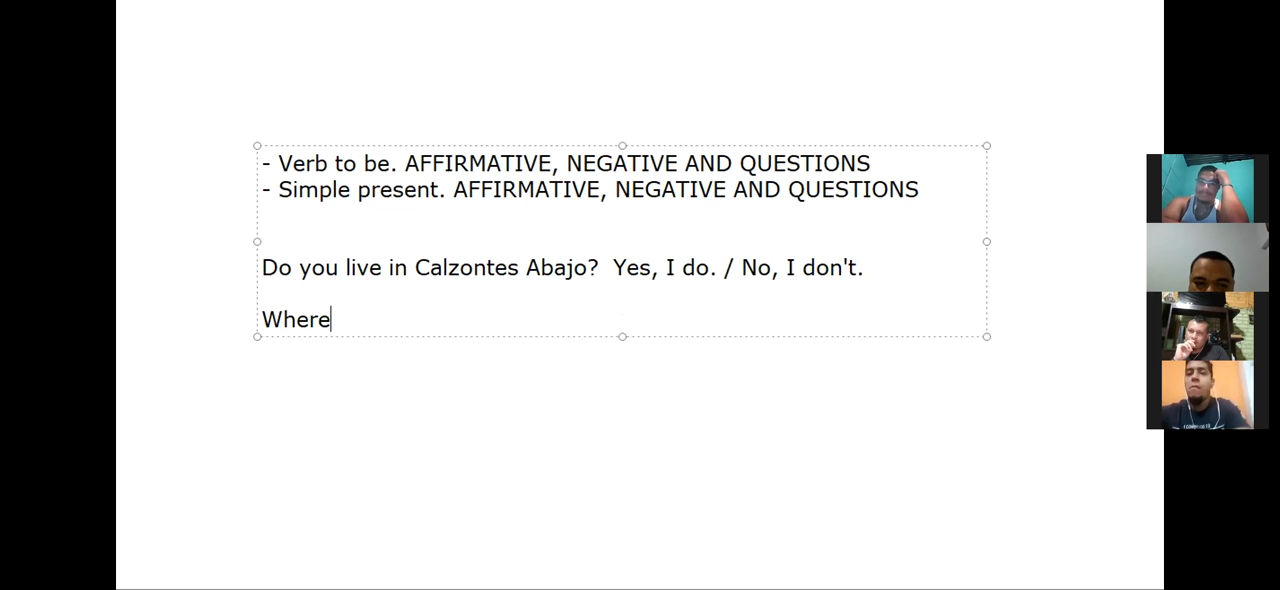 - Verb to be. AFFIRMATIVE, NEGATIVE AND QUESTIONS
- Simple present. AFFIRMATIVE, NEGATIVE AND QUESTIONS
Do you live in Calzontes Abajo?  Yes, I do. / No, I don't.
Where